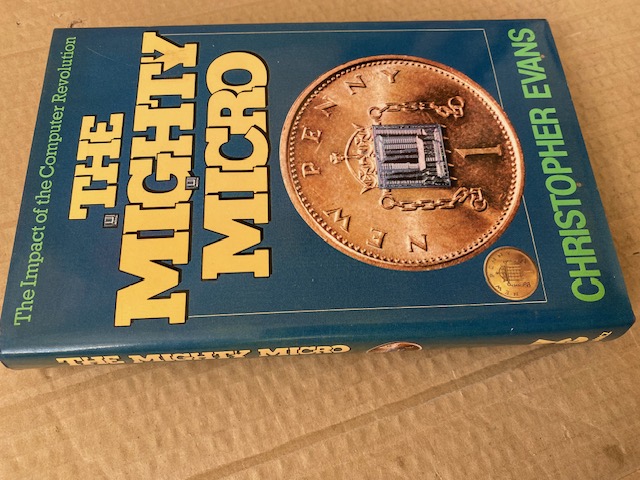 The Impact of the Computer Revolution
THE
MIGHTY
MICRO
NEW PENNY
1
CHRISTOPHER EVANS
THE MIGHTY MICRO